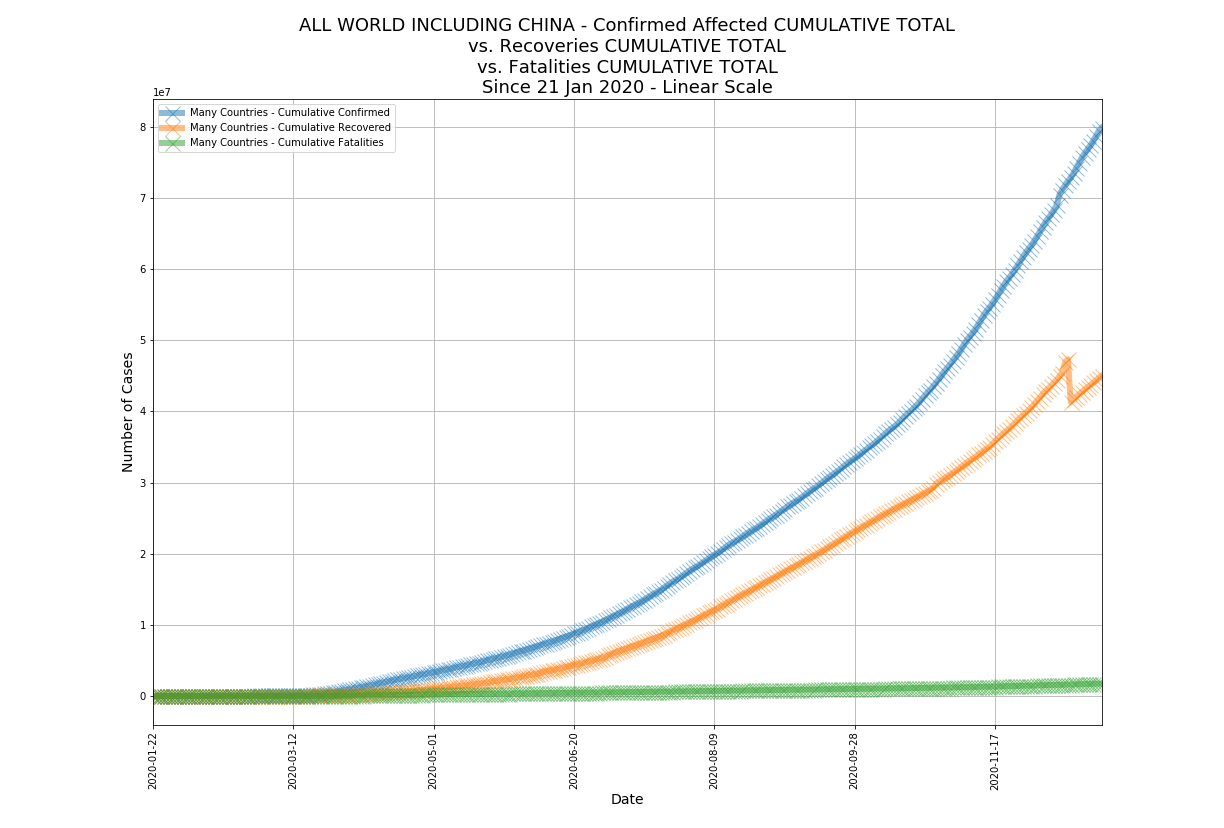 ALL WORLD INCLUDING CHINA - Confirmed Affected CUMULATIVE TOTAL
vs. Recoveries CUMULATIVE TOTAL
vs. Fatalities CUMULATIVE TOTAL
Since 21 Jan 2020 - Linear Scale
1e7
Many Countries - Cumulative Confirmed
Many Countries - Cumulative Recovered
Many Countries - Cumulative Fatalities
8
7
6
5
4
3
2
1
0
Number of Cases
2020-01-22
2020-03-12
2020-05-01
2020-06-20
2020-08-09
2020-09-28
2020-11-17
Date